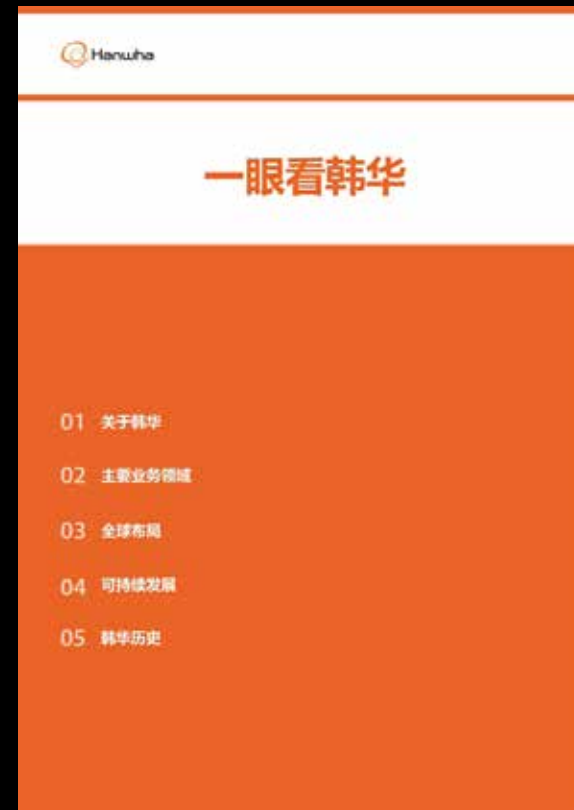 Hanwha
一眼看韩华
01 关于韩华
02 主要业务领域
03 全球布局
04 可持续发展
05 韩华历史